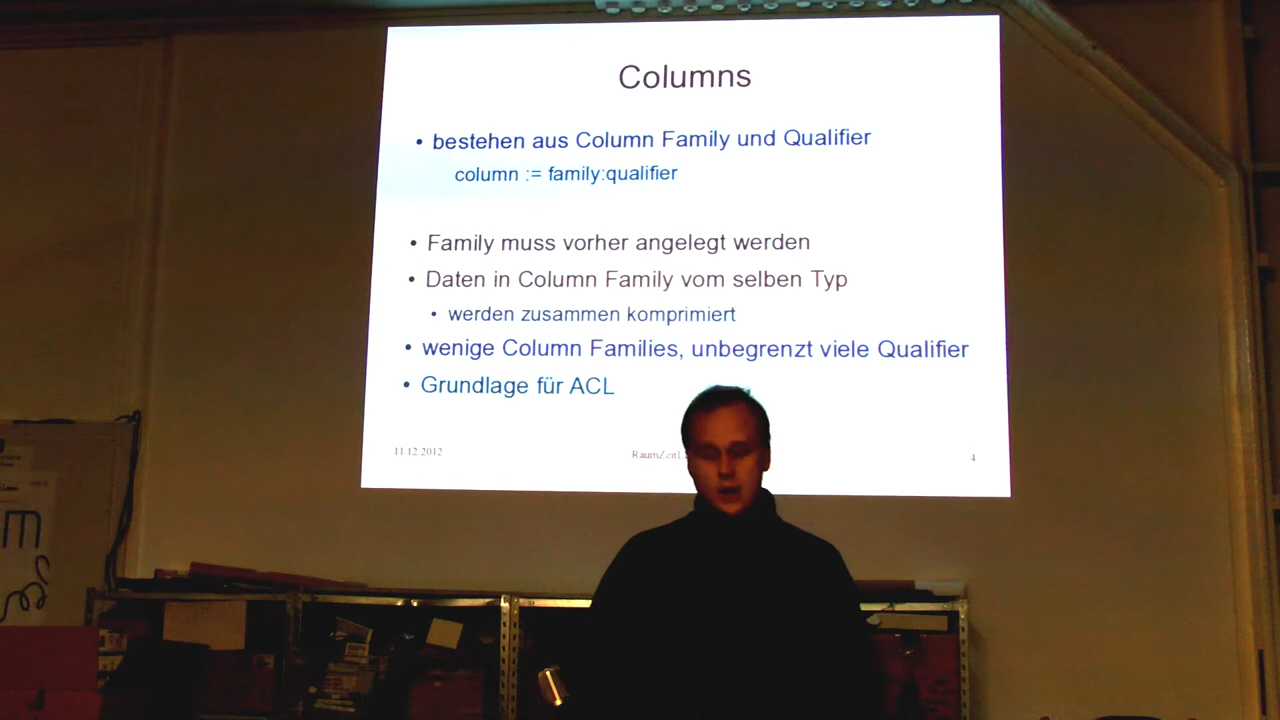 Columns
• bestehen aus Column Family und Qualifier
column := family:qualifier
• Family muss vorher angelegt werden
• Daten in Column Family vom selben Typ
• werden zusammen komprimiert
• wenige Column Families, unbegrenzt viele Qualifier
• Grundlage für ACL
11.12.2012
4